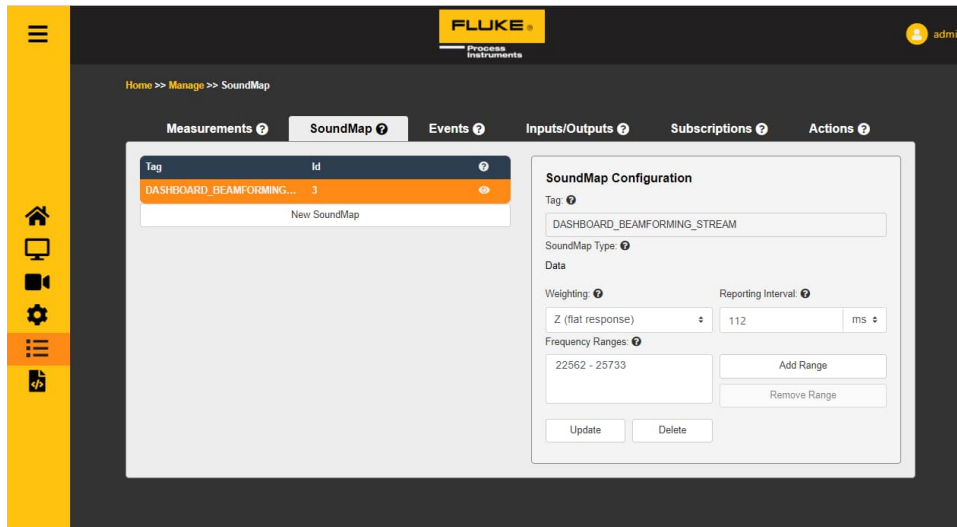 FLUKE®
Process
Instruments
admi
Home >> Manage >> SoundMap
Measurements ? SoundMap ? Events ? Inputs/Outputs ? Subscriptions ? Actions ?
Tag Id ?
DASHBOARD_BEAMFORMING... 3
New SoundMap
SoundMap Configuration
Tag: ?
DASHBOARD_BEAMFORMING_STREAM
SoundMap Type: ?
Data
Weighting: ? Reporting Interval: ?
Z (flat response) 112 ms
Frequency Ranges: ?
22562 - 25733 Add Range
Remove Range
Update Delete